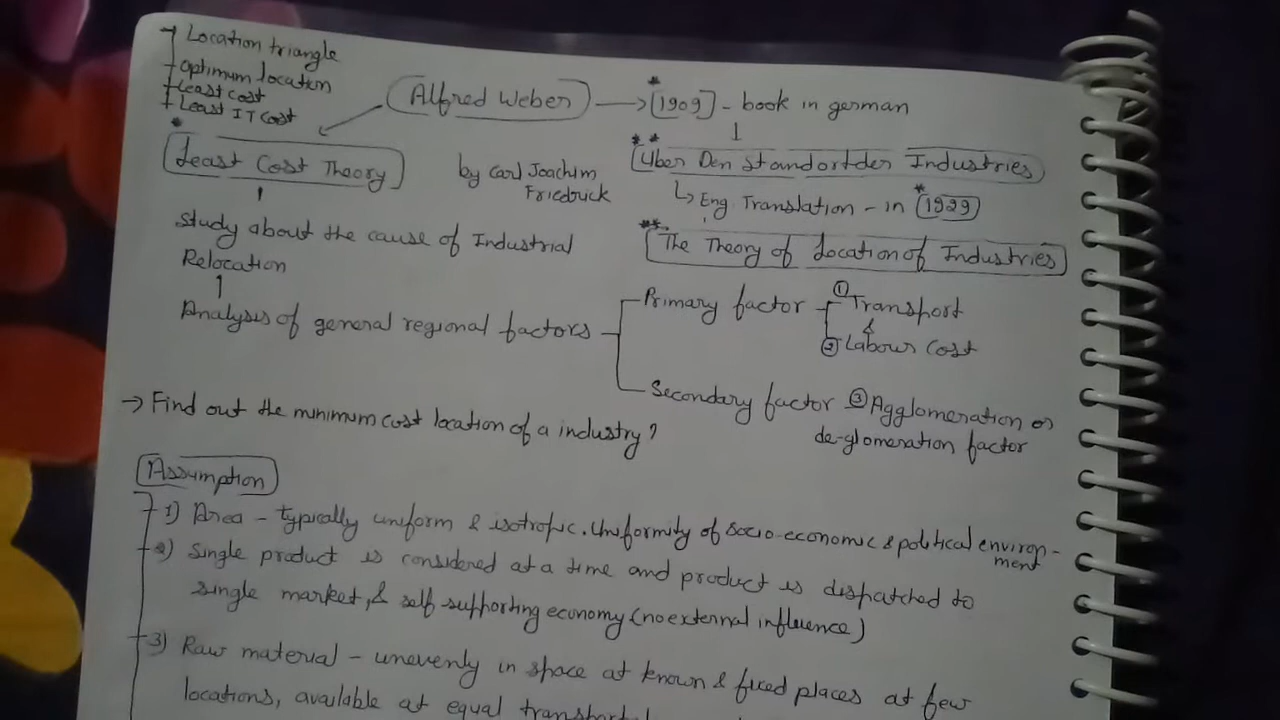 Location triangle
Optimum location
Least cost
Least IT Cost
Alfred Weber → [1909] - book in german
Least Cost Theory
by Carl Joachim
Friedrick
Uber Den Standortder Industries
Eng Translation - in 1929
The Theory of Location of Industries
Study about the cause of Industrial
Relocation
Analysis of general regional factors
Primary factor
① Transport
&
② Labour Cost
Secondary factor ③ Agglomeration or
de-glomeration factor
→ Find out the minimum cost location of a industry?
Assumption
1) Area - typically uniform & isotropic. Uniformity of socio-economic & political environ-
ment
2) Single product is considered at a time and product is dispatched to
single market, & self supporting economy (no external influence)
3) Raw material - unevenly in space at known & fixed places at few
locations, available at equal